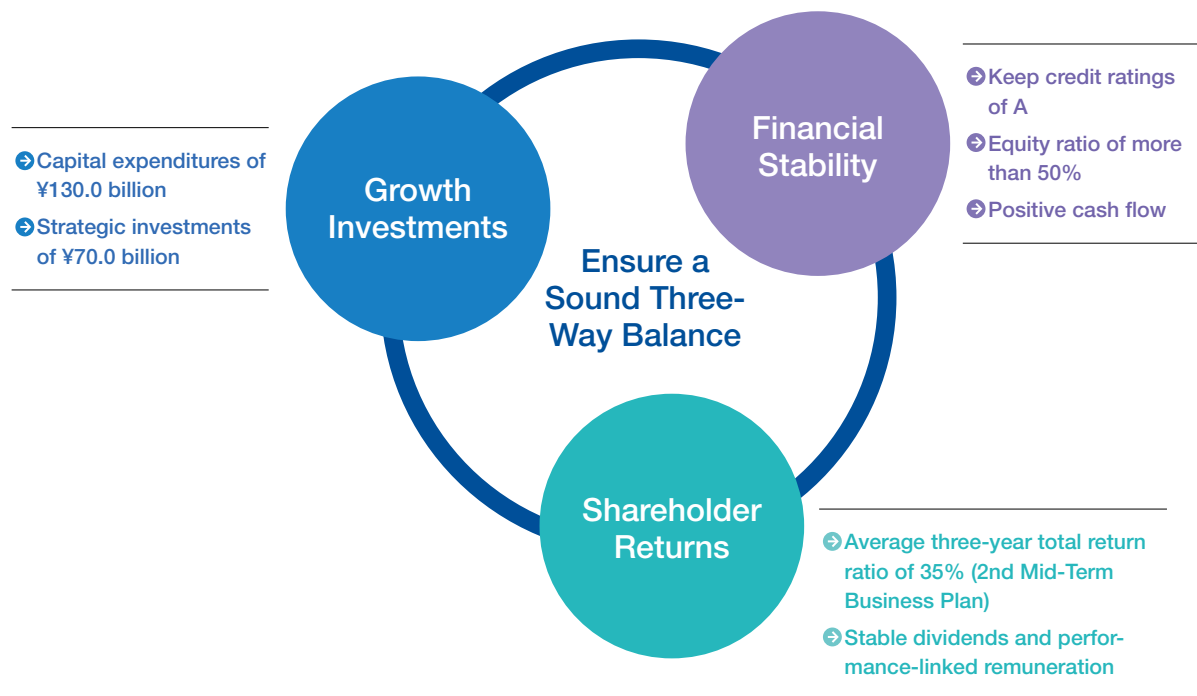 Growth
Investments
Capital expenditures of
¥130.0 billion
Strategic investments
of ¥70.0 billion
Financial
Stability
Keep credit ratings
of A
Equity ratio of more
than 50%
Positive cash flow
Ensure a
Sound Three-
Way Balance
Shareholder
Returns
Average three-year total return
ratio of 35% (2nd Mid-Term
Business Plan)
Stable dividends and perfor-
mance-linked remuneration